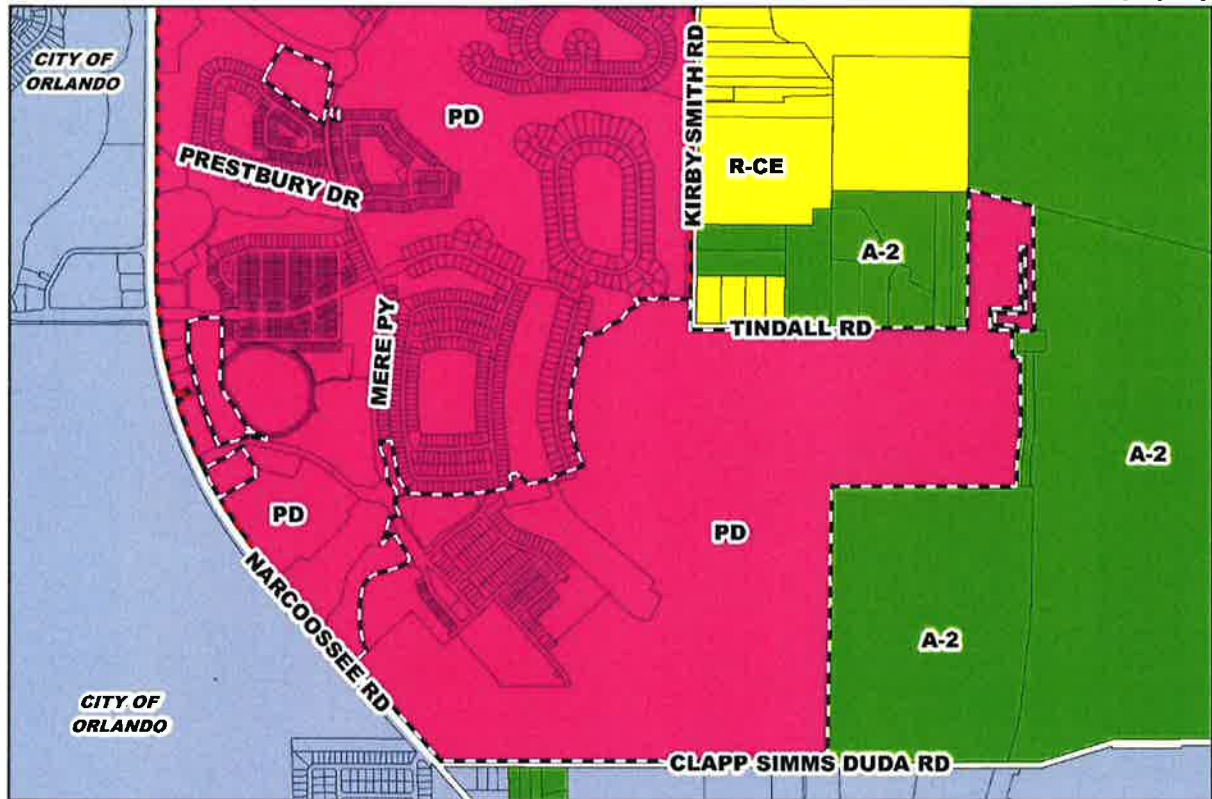 CITY OF
ORLANDO
KIRBY SMITH RD
PD
R-CE
PRESTBURY DR
A-2
MERE PY
TINDALL RD
A-2
PD
PD
NARCOOSSEE RD
A-2
CITY OF
ORLANDO
CLAPP SIMMS DUDA RD